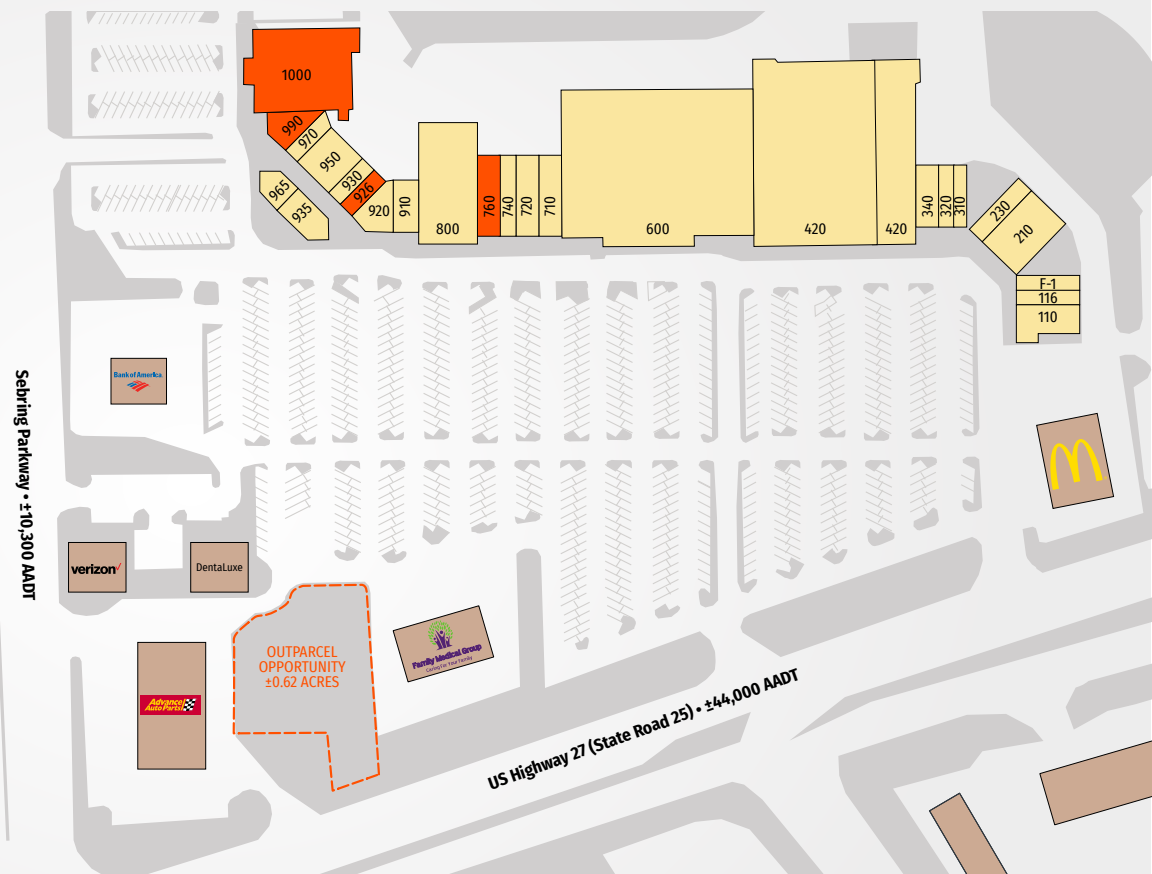 1000
990
970
950
930
926
920
910
965
935
800
760
740
720
710
600
420
420
340
320
310
230
210
F-1
116
110
Bank of America
Sebring Parkway • ±10,300 AADT
verizon
DentaLuxe
OUTPARCEL
OPPORTUNITY
±0.62 ACRES
Family Medical Group
Caring For Your Family
Advance
Auto Parts
US Highway 27 (State Road 25) • ±44,000 AADT